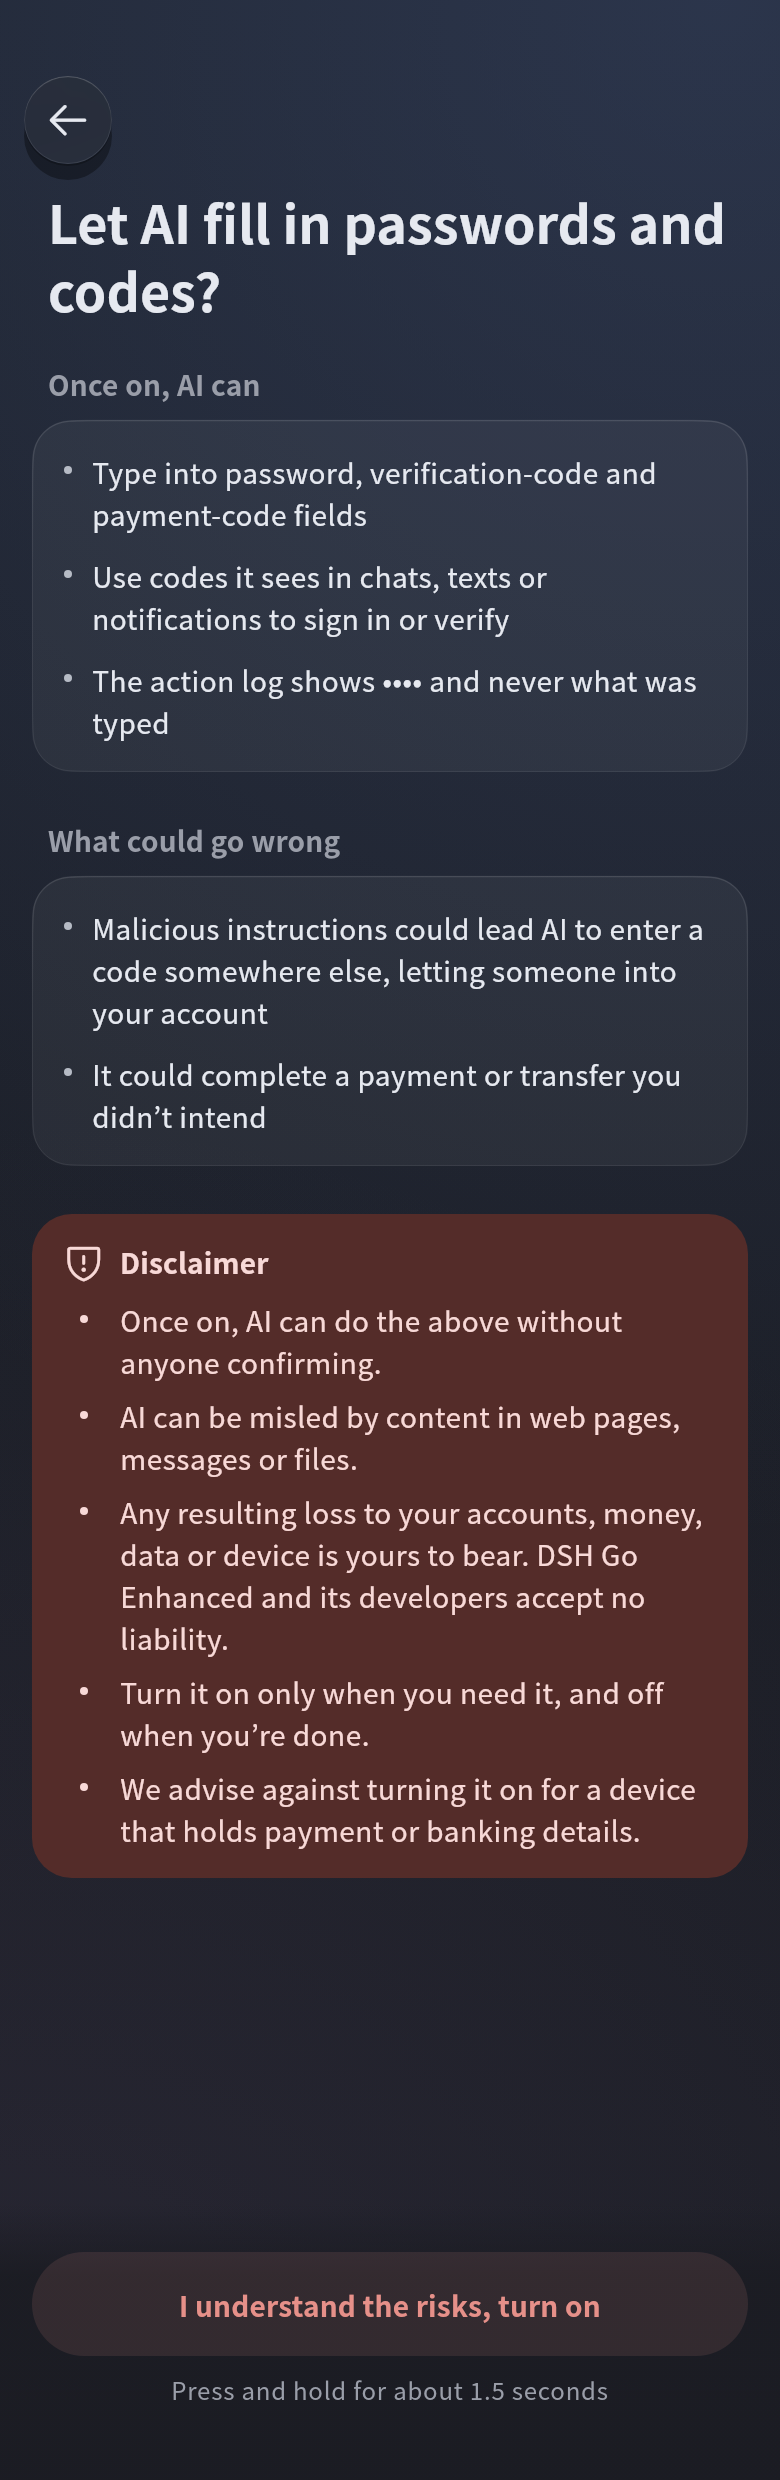 Let AI fill in passwords and
codes?
Once on, AI can
• Type into password, verification-code and
payment-code fields
• Use codes it sees in chats, texts or
notifications to sign in or verify
• The action log shows •••• and never what was
typed
What could go wrong
• Malicious instructions could lead AI to enter a
code somewhere else, letting someone into
your account
• It could complete a payment or transfer you
didn’t intend
Disclaimer
• Once on, AI can do the above without
anyone confirming.
• AI can be misled by content in web pages,
messages or files.
• Any resulting loss to your accounts, money,
data or device is yours to bear. DSH Go
Enhanced and its developers accept no
liability.
• Turn it on only when you need it, and off
when you’re done.
• We advise against turning it on for a device
that holds payment or banking details.
I understand the risks, turn on
Press and hold for about 1.5 seconds